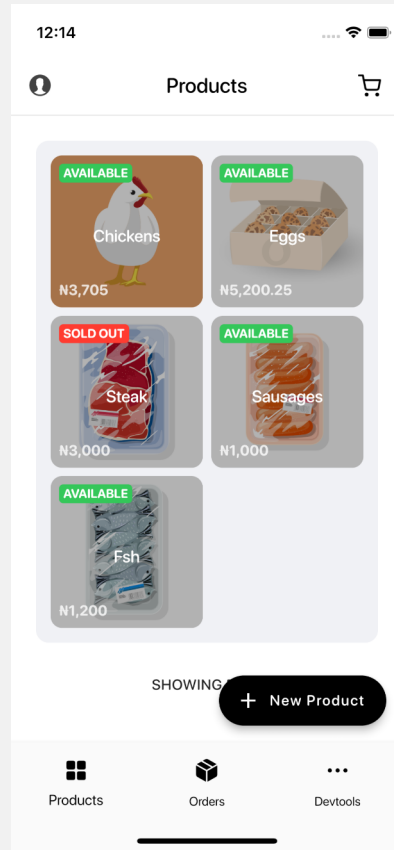 12:14
Products
AVAILABLE
AVAILABLE
Chickens
Eggs
₦3,705
₦5,200.25
SOLD OUT
AVAILABLE
Steak
Sausages
₦3,000
₦1,000
AVAILABLE
Fsh
₦1,200
SHOWING
+ New Product
Products
Orders
Devtools